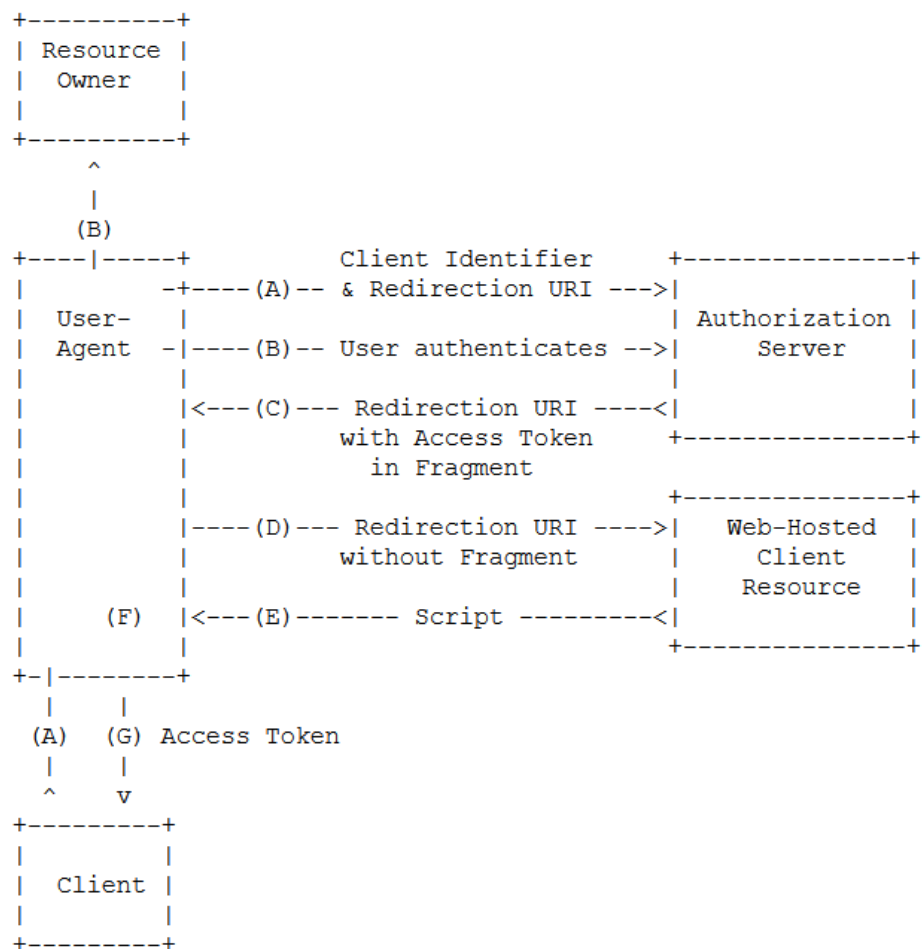 +----------+
| Resource |
|  Owner   |
|          |
+----------+
     ^
     |
    (B)
+----|-----+          Client Identifier     +---------------+
|         -+----(A)-- & Redirection URI --->|               |
|  User-   |                                | Authorization |
|  Agent  -|----(B)-- User authenticates -->|     Server    |
|          |                                |               |
|          |<---(C)--- Redirection URI ----<|               |
|          |          with Access Token     +---------------+
|          |            in Fragment
|          |                                +---------------+
|          |----(D)--- Redirection URI ---->|   Web-Hosted  |
|          |          without Fragment      |     Client    |
|          |                                |    Resource   |
|     (F)  |<---(E)------- Script ---------<|               |
|          |                                +---------------+
+-|--------+
  |    |
 (A)  (G) Access Token
  |    |
  ^    v
+---------+
|         |
|  Client |
|         |
+---------+